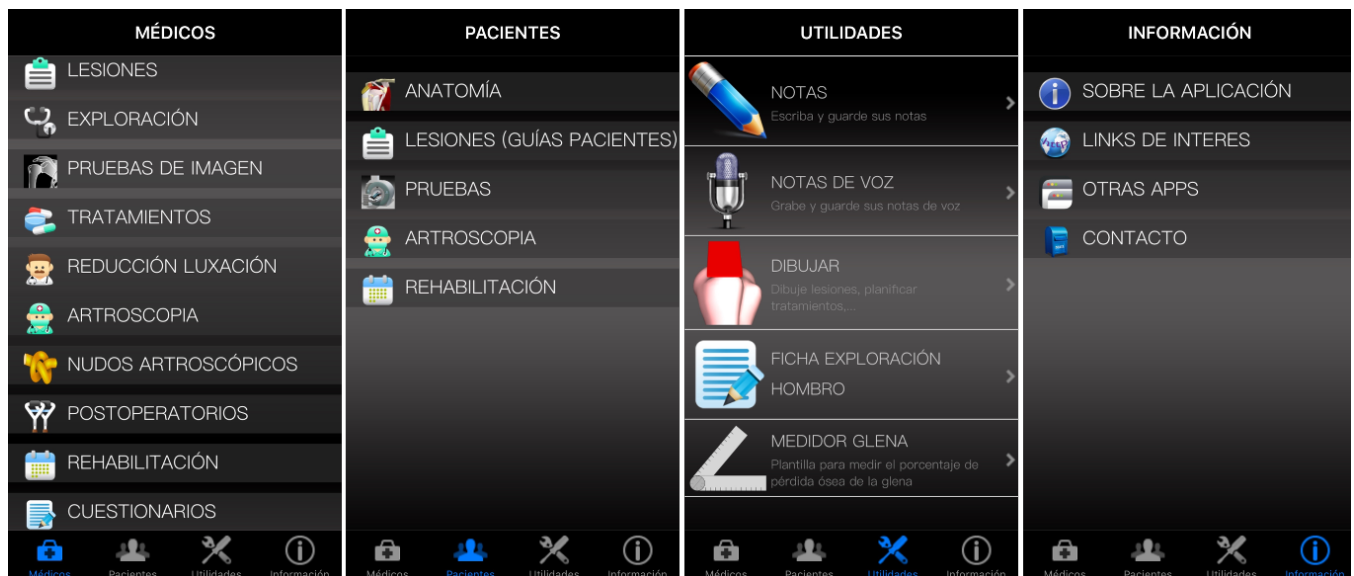 MÉDICOS
LESIONES
EXPLORACIÓN
PRUEBAS DE IMAGEN
TRATAMIENTOS
REDUCCIÓN LUXACIÓN
ARTROSCOPIA
NUDOS ARTROSCÓPICOS
POSTOPERATORIOS
REHABILITACIÓN
CUESTIONARIOS
Médicos Pacientes Utilidades Información
PACIENTES
ANATOMÍA
LESIONES (GUÍAS PACIENTES)
PRUEBAS
ARTROSCOPIA
REHABILITACIÓN
Médicos Pacientes Utilidades Información
UTILIDADES
NOTAS
Escriba y guarde sus notas
NOTAS DE VOZ
Grabe y guarde sus notas de voz
DIBUJAR
Dibuje lesiones, planificar
tratamientos,...
FICHA EXPLORACIÓN
HOMBRO
MEDIDOR GLENA
Plantilla para medir el porcentaje de
pérdida ósea de la glena
Médicos Pacientes Utilidades Información
INFORMACIÓN
SOBRE LA APLICACIÓN
LINKS DE INTERES
OTRAS APPS
CONTACTO
Médicos Pacientes Utilidades Información